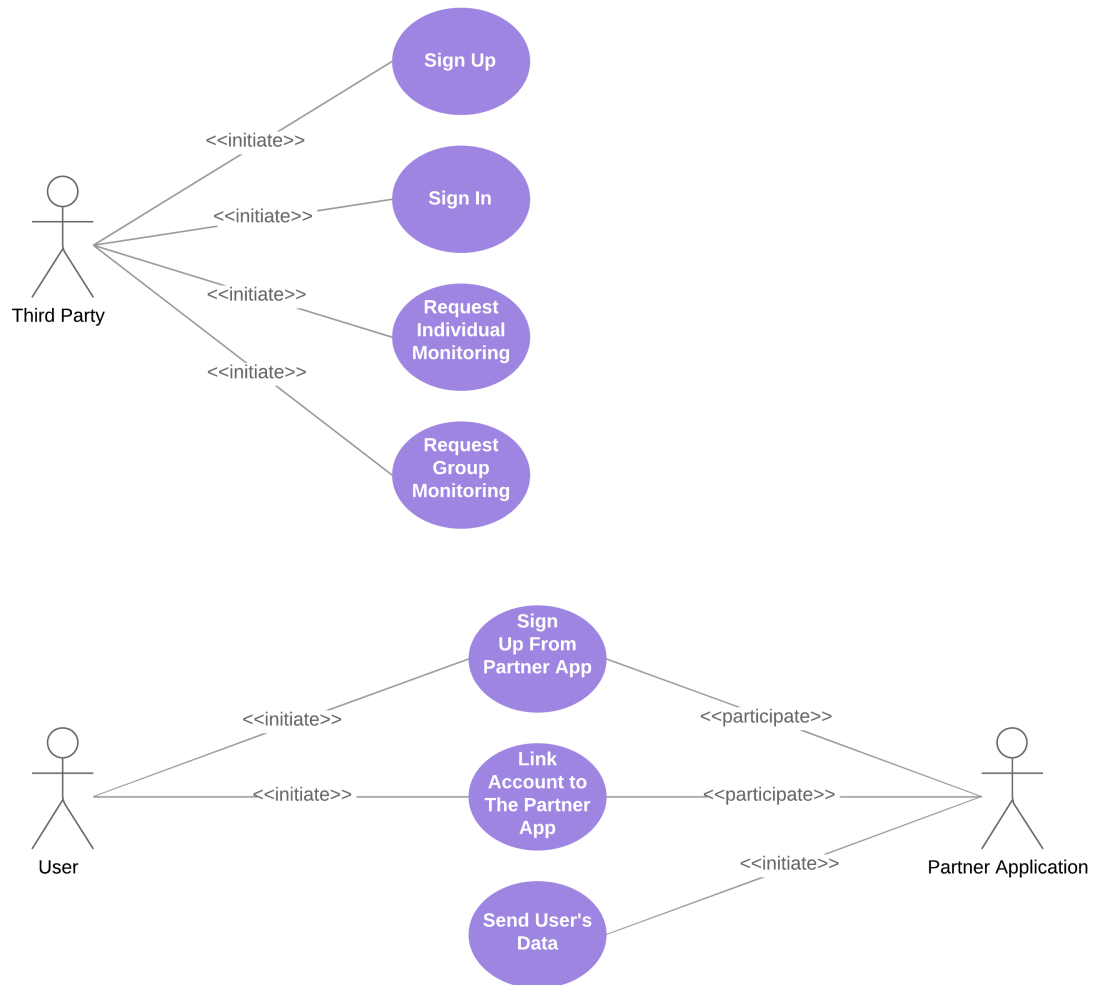 Sign Up
<<initiate>>
Sign In
<<initiate>>
<<initiate>>
Third Party
Request
Individual
Monitoring
<<initiate>>
Request
Group
Monitoring
Sign
Up From
Partner App
<<initiate>>
<<participate>>
Link
Account to
The Partner
App
<<initiate>>
<<participate>>
User
Partner Application
<<initiate>>
Send User's
Data